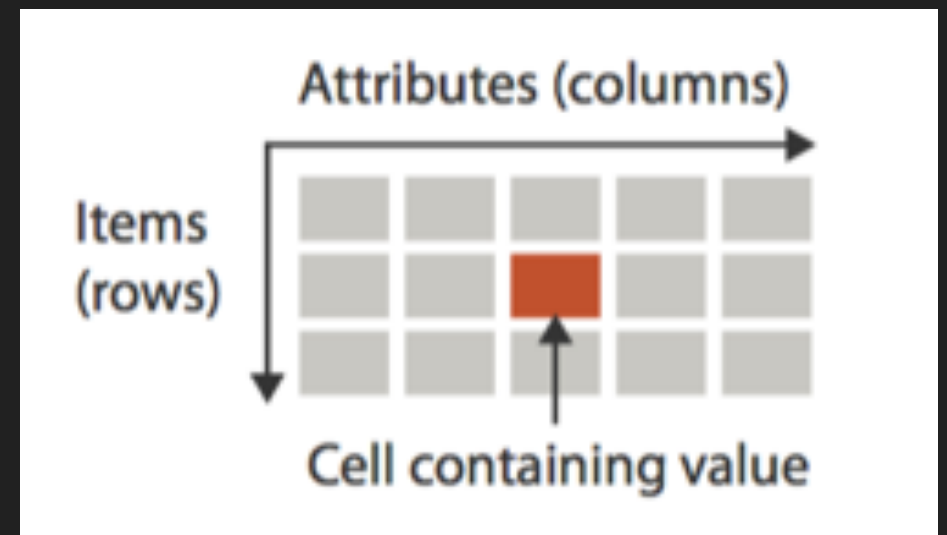 Attributes (columns)
Items
(rows)
Cell containing value